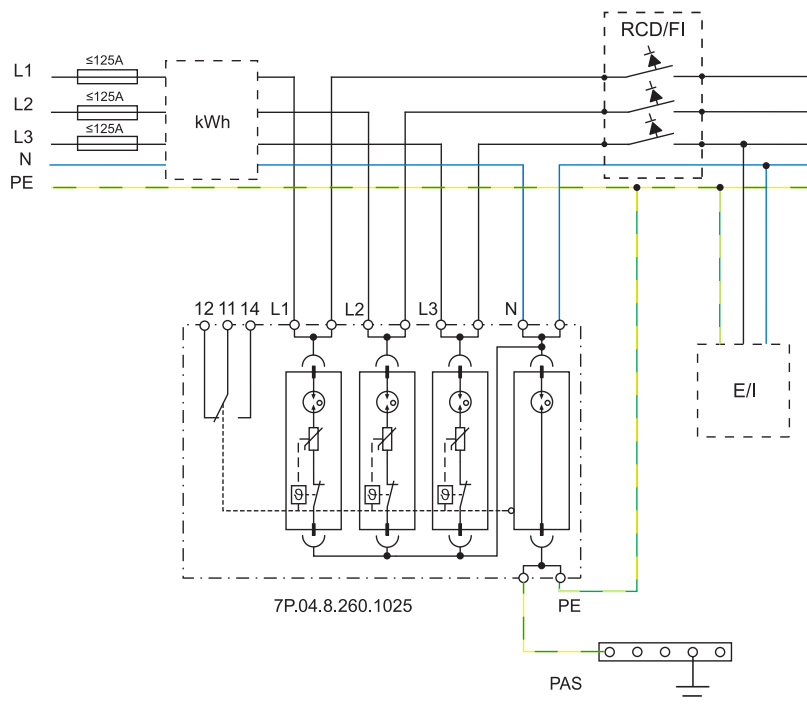 RCD/FI
≤125A
L1
≤125A
L2
kWh
≤125A
L3
N
PE
12 11 14 L1 L2 L3 N
E/I
ϑ ϑ ϑ
7P.04.8.260.1025
PE
PAS